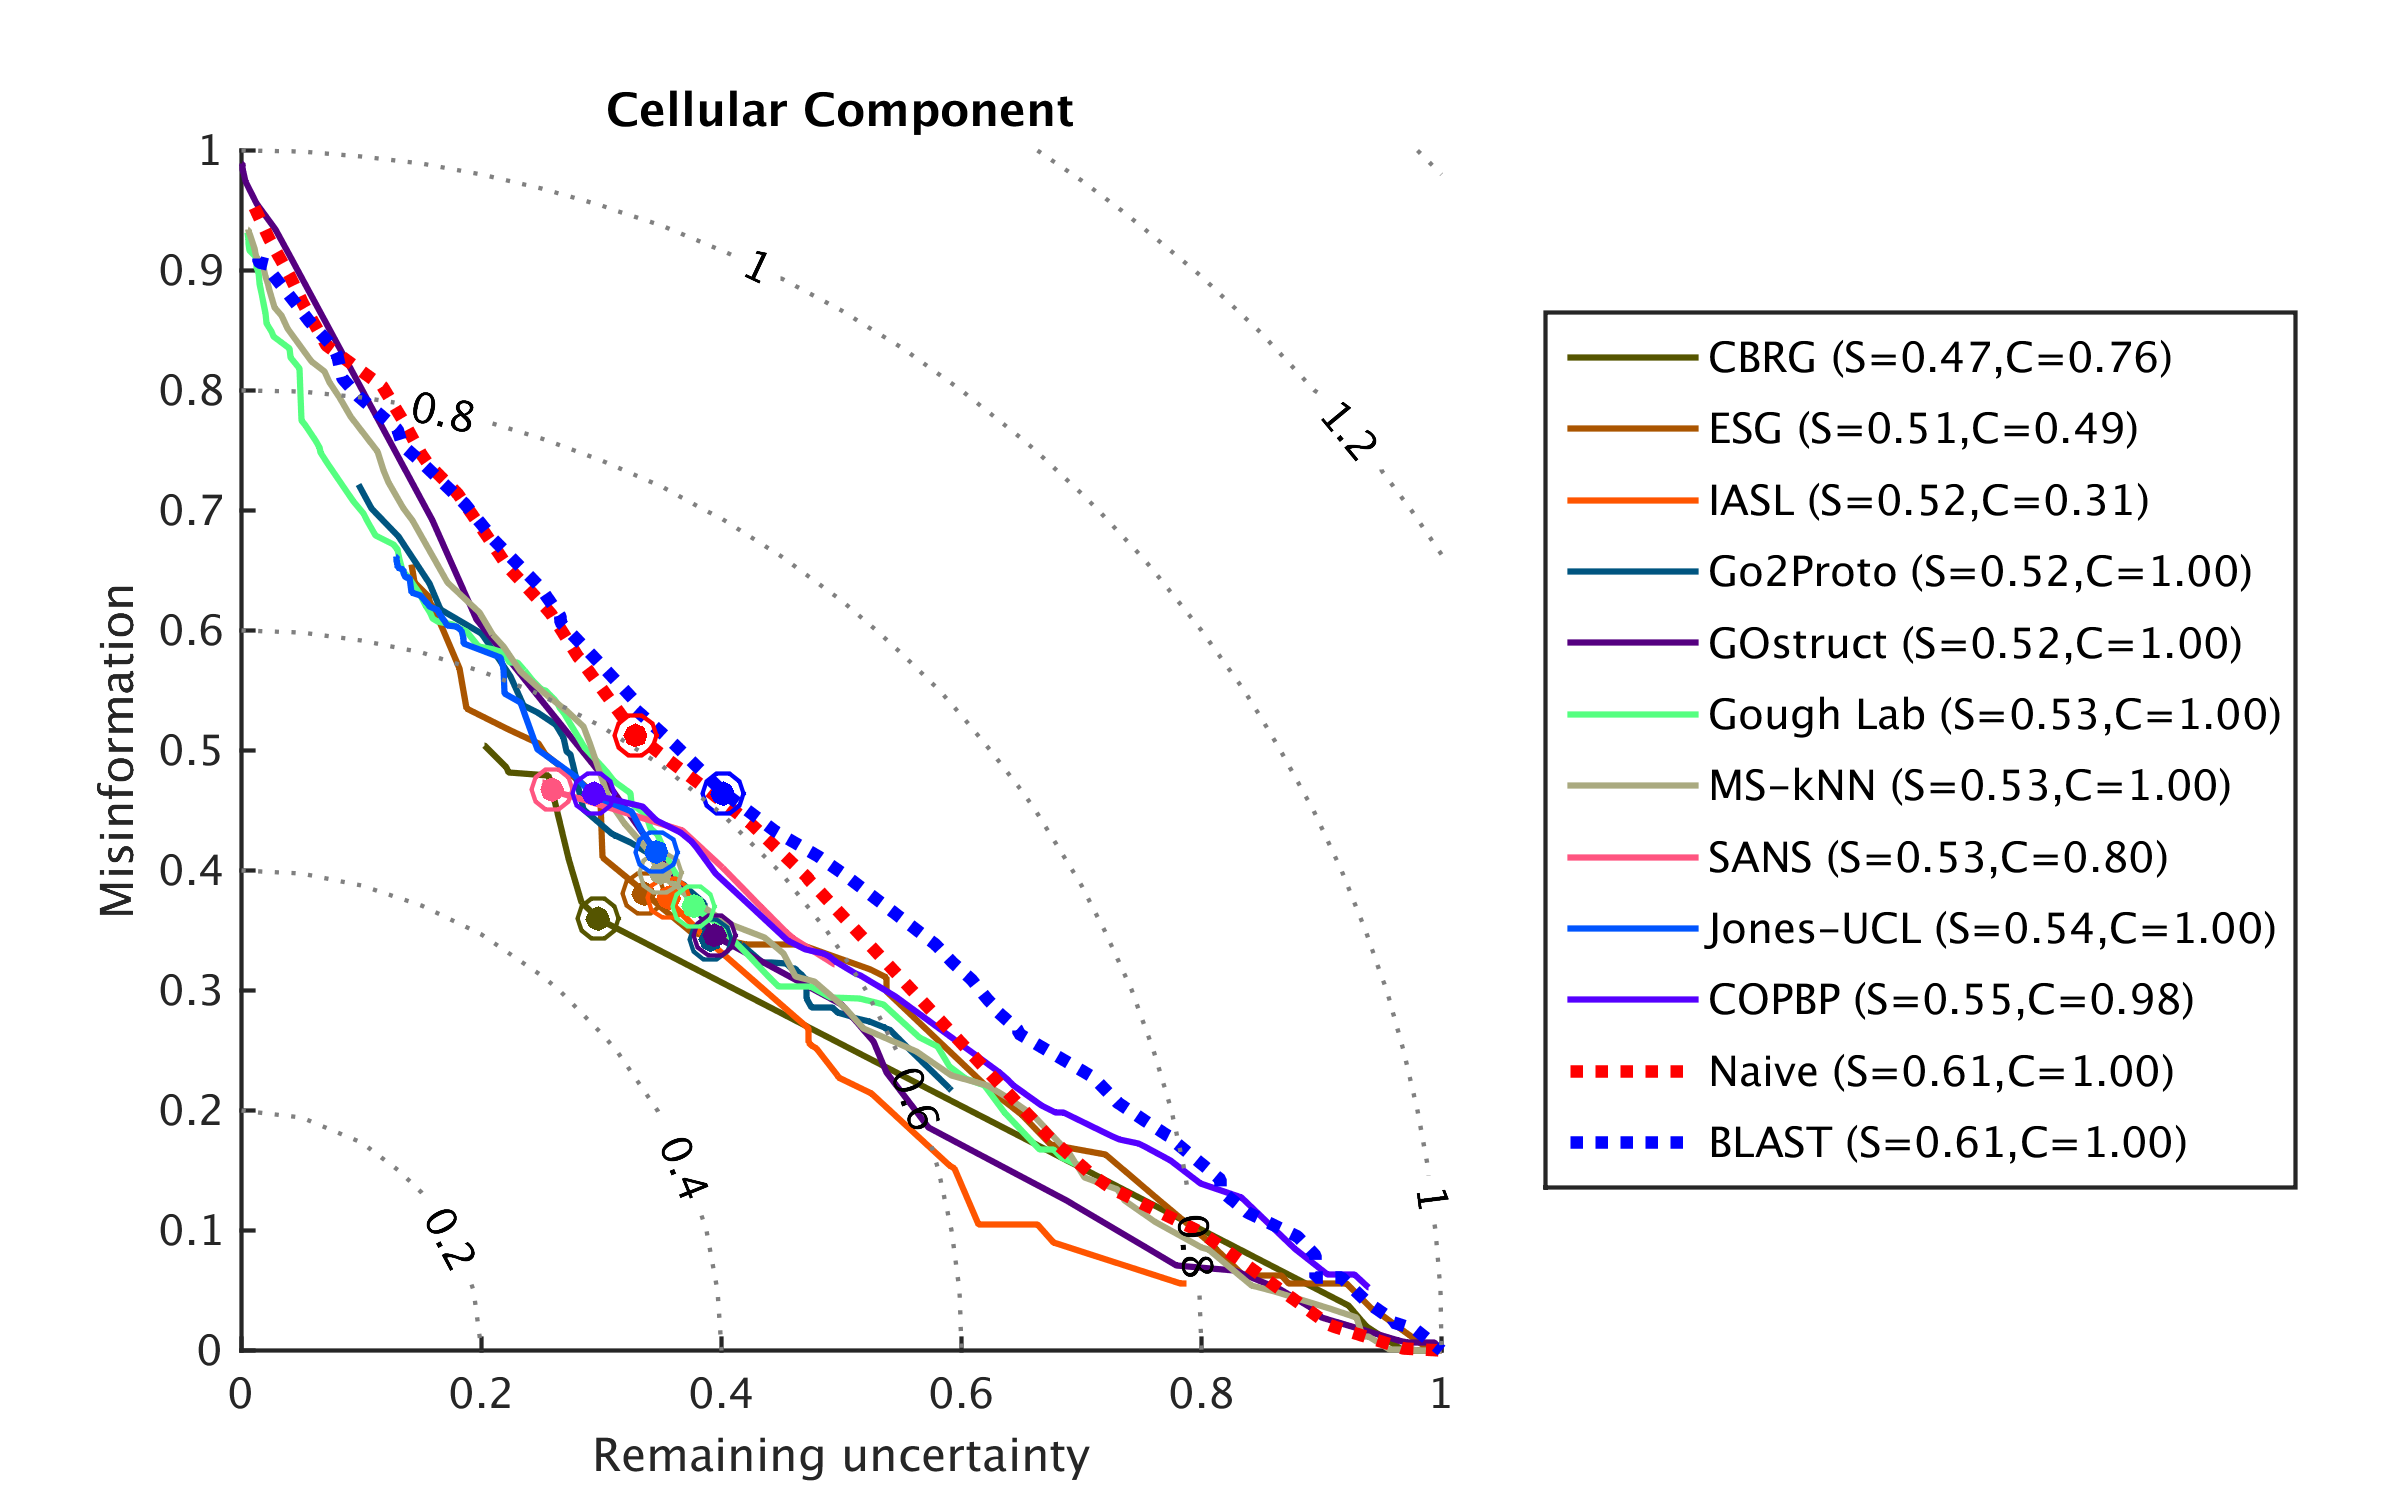 Cellular Component
1
0.9
0.8
0.7
0.6
0.5
0.4
0.3
0.2
0.1
0
Misinformation
0 0.2 0.4 0.6 0.8 1
Remaining uncertainty
1
0.8
1.2
0.6
0.4
0.2
0.8
1
CBRG (S=0.47,C=0.76)
ESG (S=0.51,C=0.49)
IASL (S=0.52,C=0.31)
Go2Proto (S=0.52,C=1.00)
GOstruct (S=0.52,C=1.00)
Gough Lab (S=0.53,C=1.00)
MS-kNN (S=0.53,C=1.00)
SANS (S=0.53,C=0.80)
Jones-UCL (S=0.54,C=1.00)
COPBP (S=0.55,C=0.98)
Naive (S=0.61,C=1.00)
BLAST (S=0.61,C=1.00)